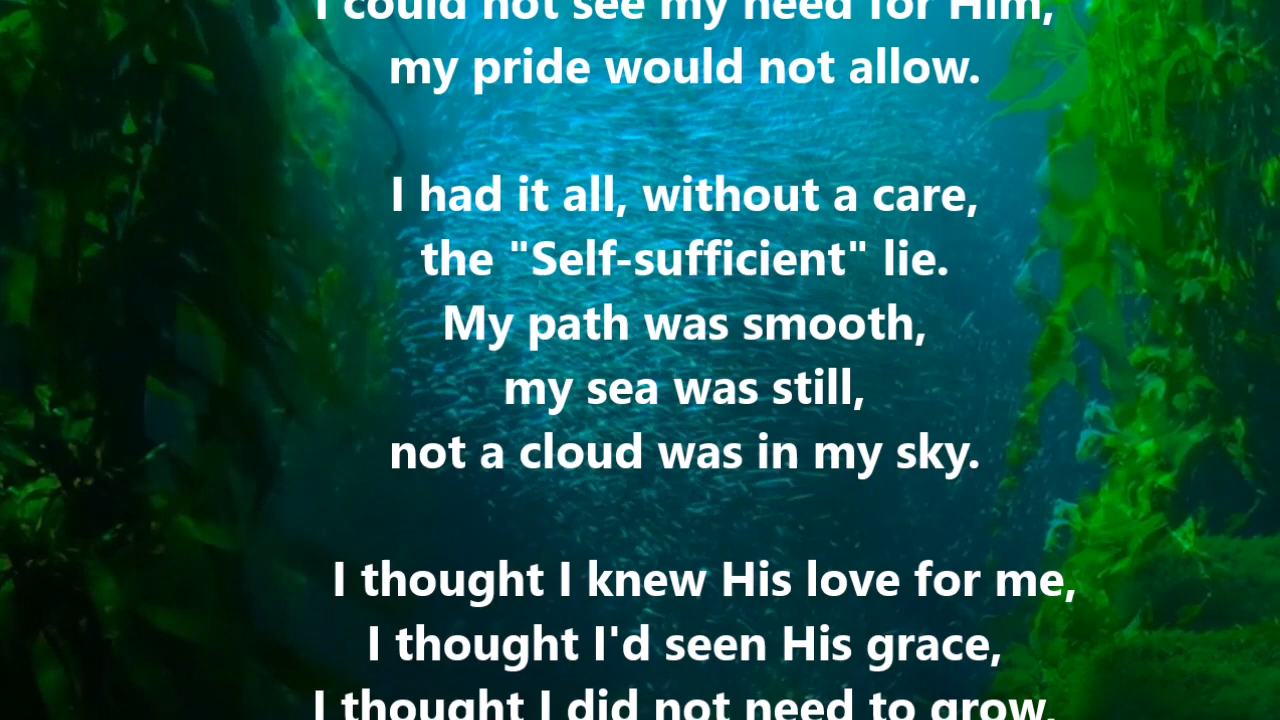 I could not see my need for Him,
my pride would not allow.
I had it all, without a care,
the "Self-sufficient" lie.
My path was smooth,
my sea was still,
not a cloud was in my sky.
I thought I knew His love for me,
I thought I'd seen His grace,
I thought I did not need to grow,